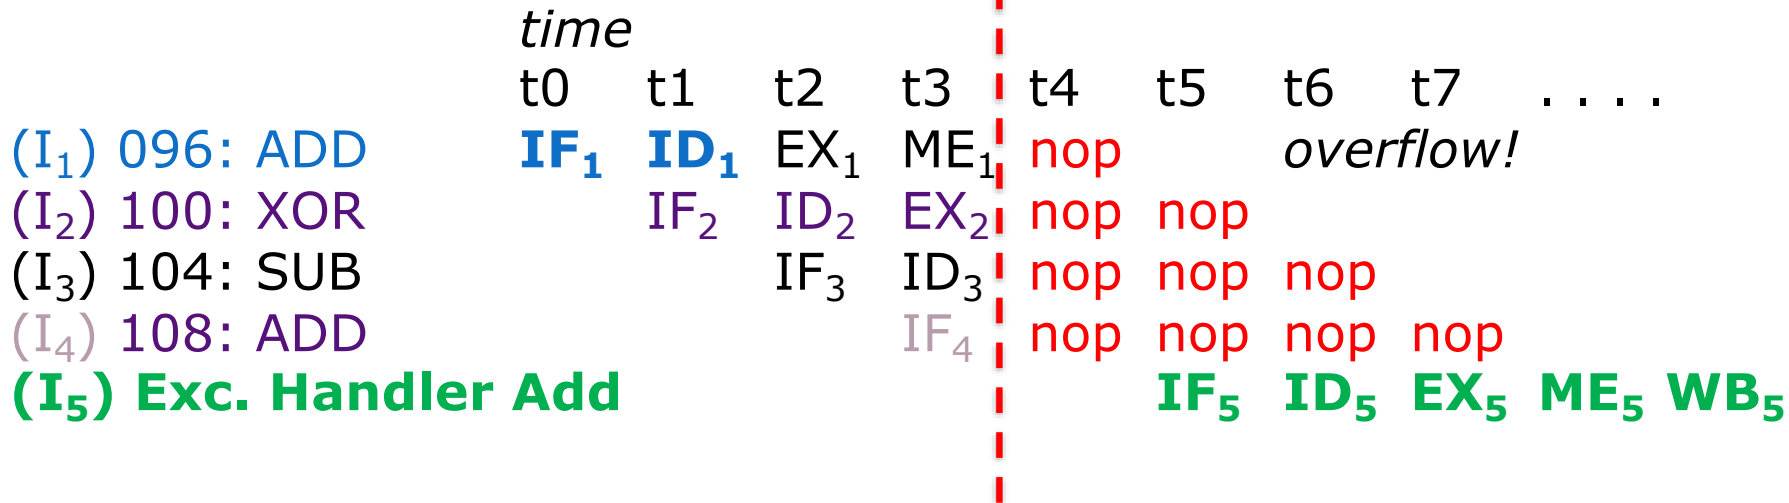 time
t0 t1 t2 t3 t4 t5 t6 t7 . . . .
(I₁) 096: ADD IF₁ ID₁ EX₁ ME₁ nop overflow!
(I₂) 100: XOR IF₂ ID₂ EX₂ nop nop
(I₃) 104: SUB IF₃ ID₃ nop nop nop
(I₄) 108: ADD IF₄ nop nop nop nop
(I₅) Exc. Handler Add IF₅ ID₅ EX₅ ME₅ WB₅